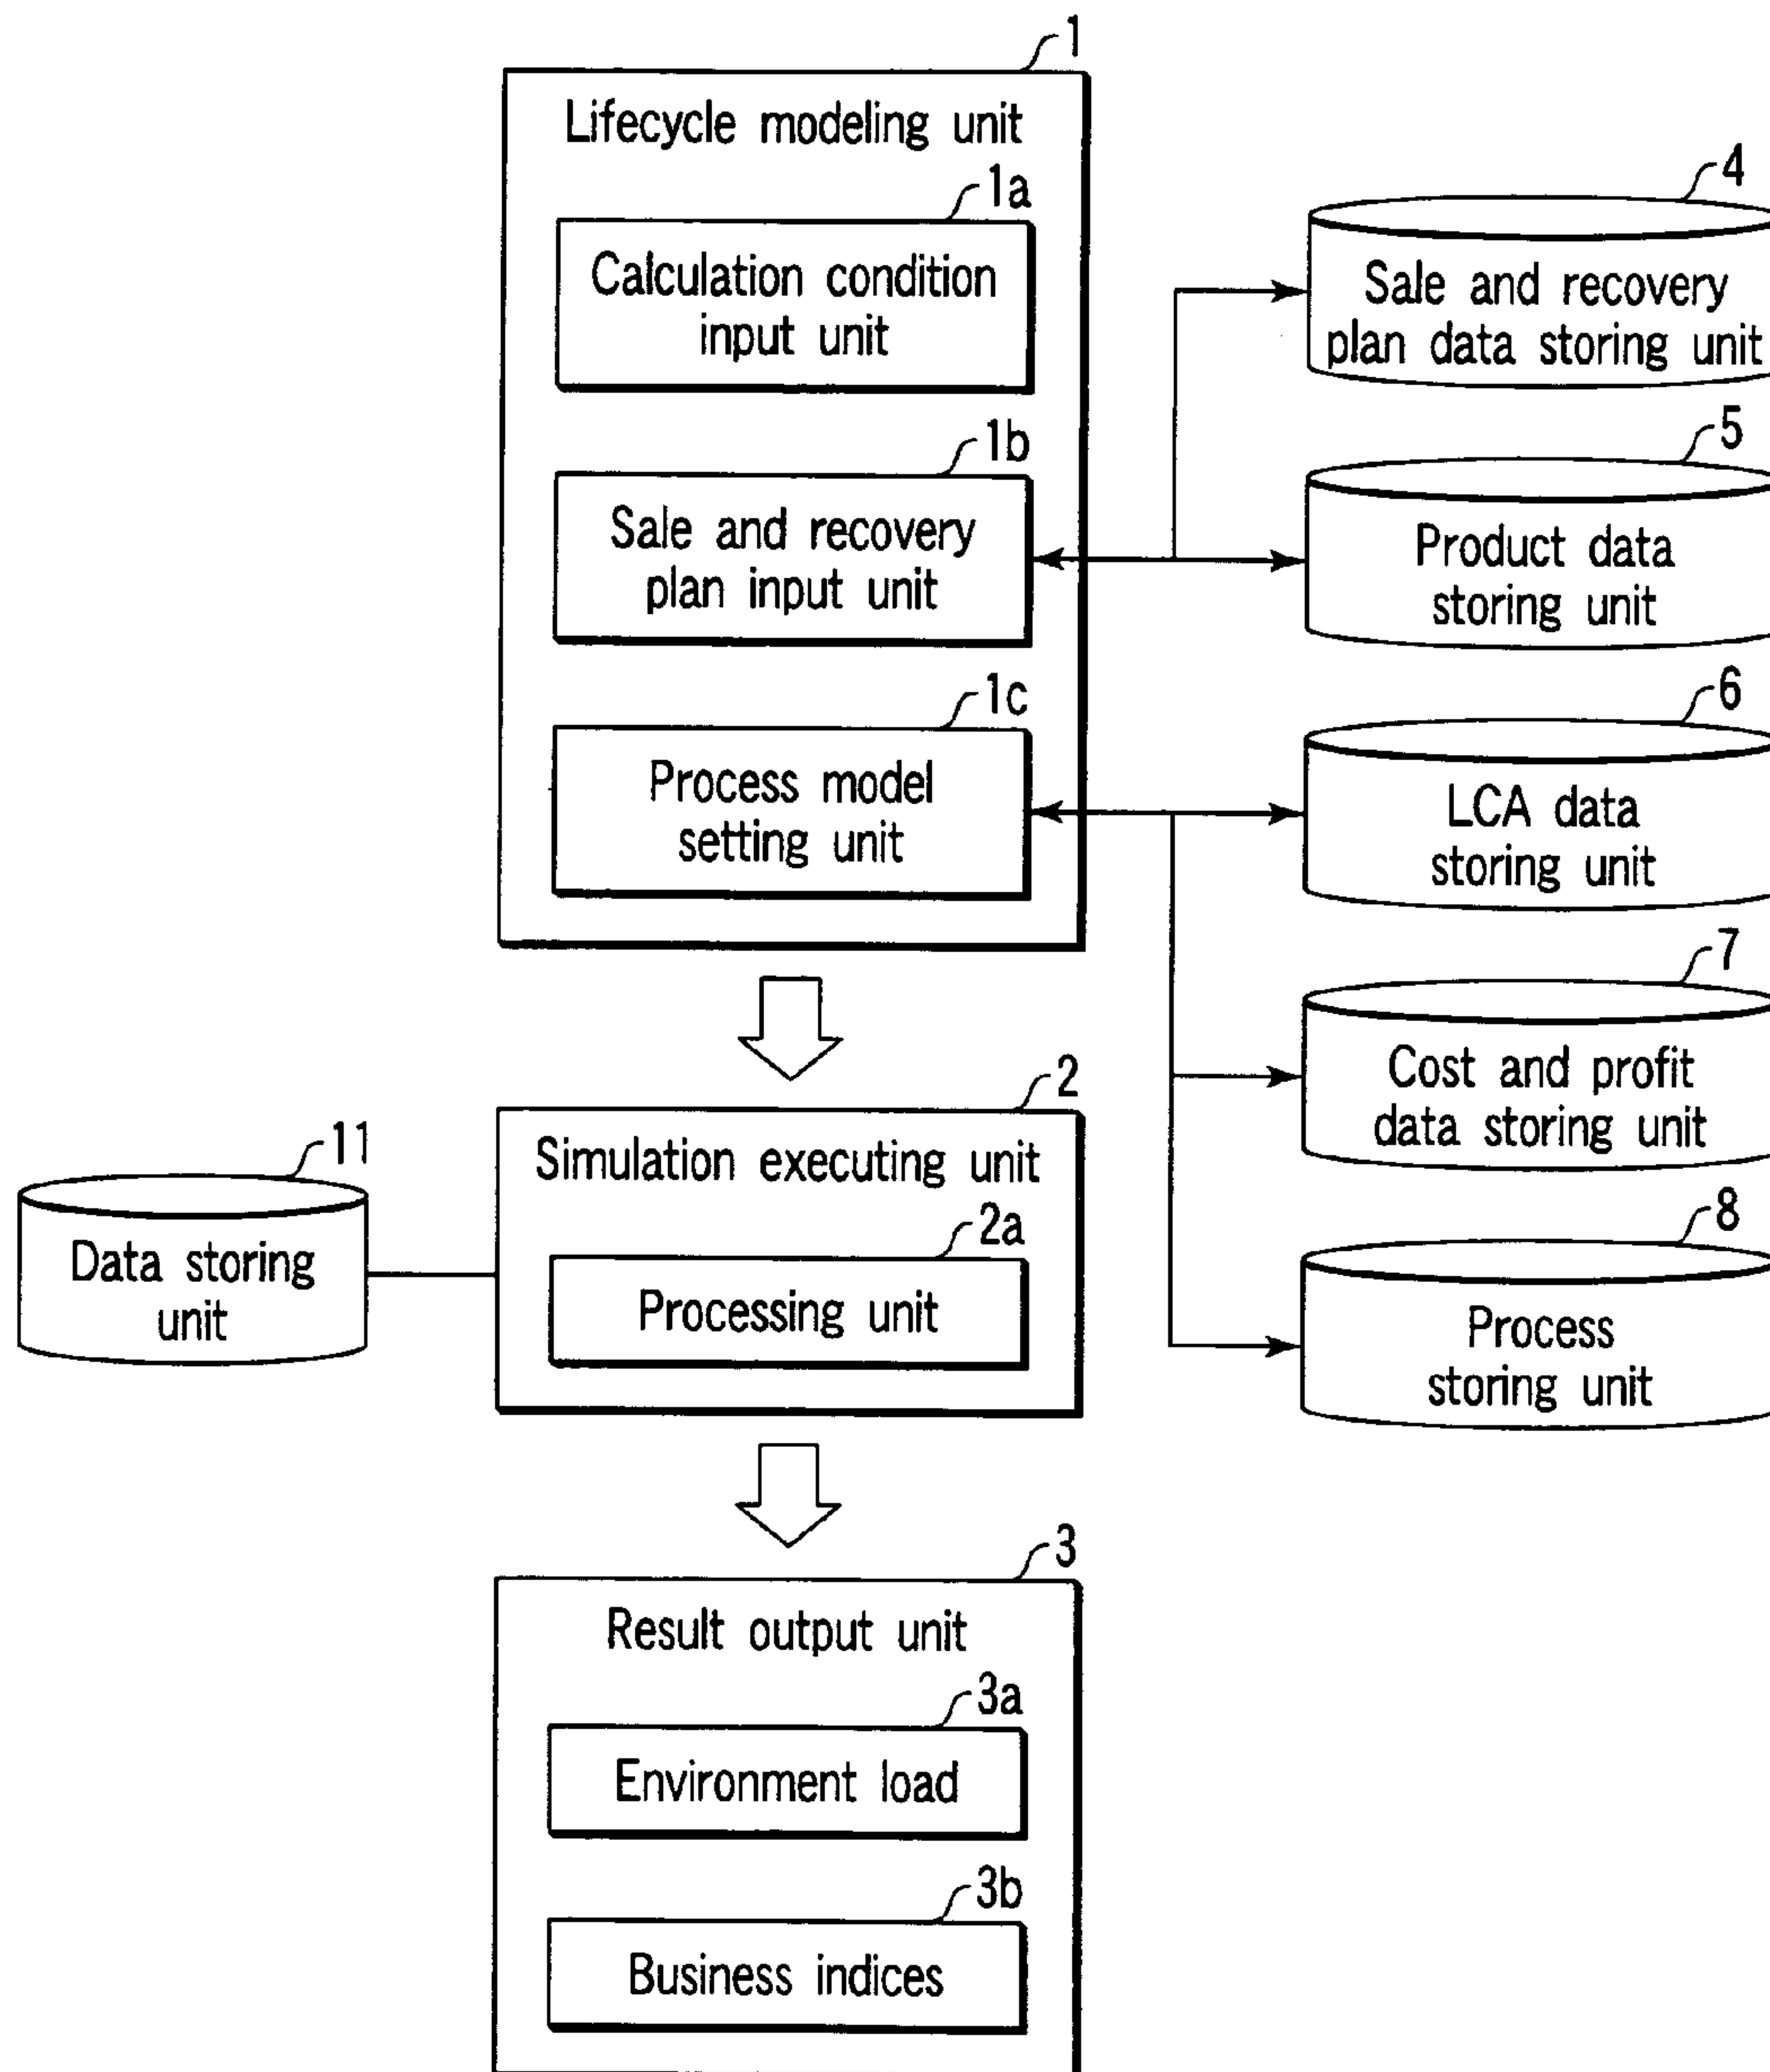 1
Lifecycle modeling unit
1a
Calculation condition
input unit
1b
Sale and recovery
plan input unit
1c
Process model
setting unit
4
Sale and recovery
plan data storing unit
5
Product data
storing unit
6
LCA data
storing unit
7
Cost and profit
data storing unit
8
Process
storing unit
2
Simulation executing unit
2a
Processing unit
11
Data storing
unit
3
Result output unit
3a
Environment load
3b
Business indices